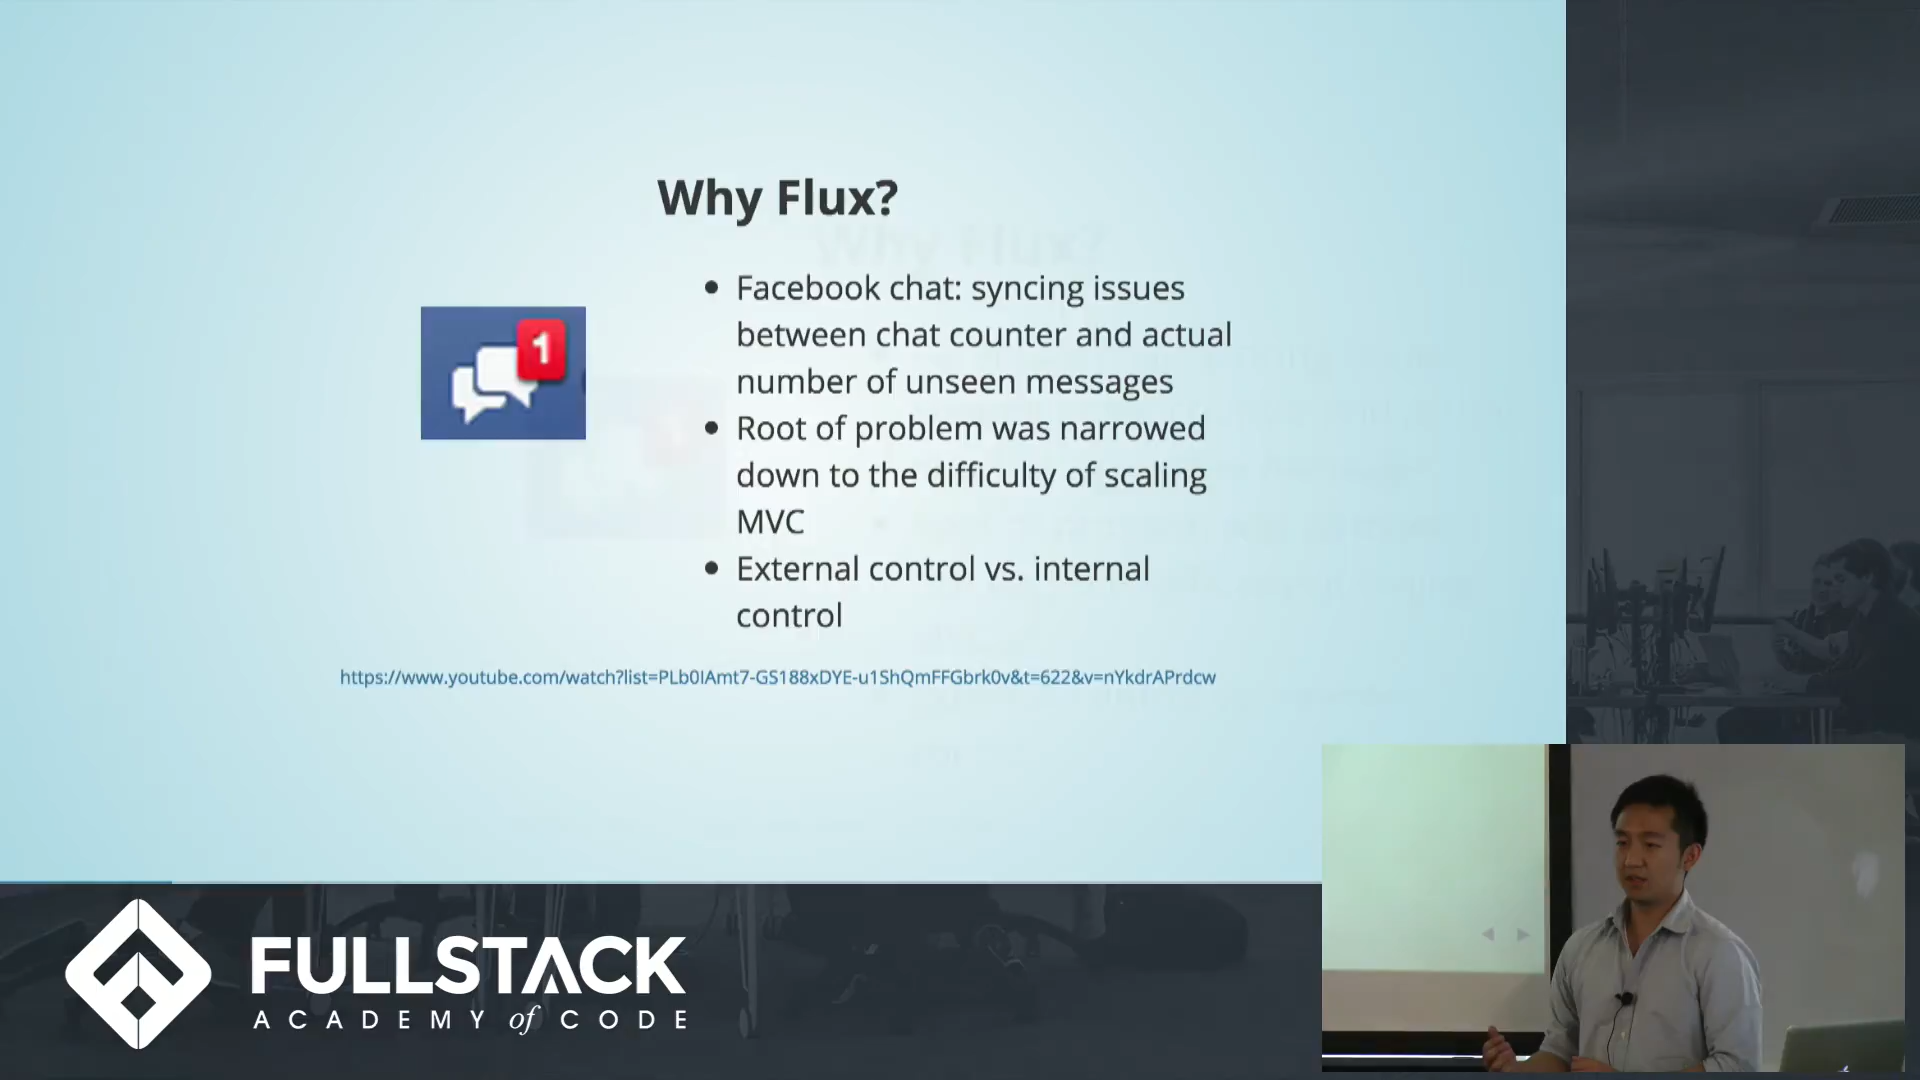 Why Flux?
1
Facebook chat: syncing issues
between chat counter and actual
number of unseen messages
Root of problem was narrowed
down to the difficulty of scaling
MVC
External control vs. internal
control
https://www.youtube.com/watch?list=PLb0IAmt7-GS188xDYE-u1ShQmFFGbrk0v&t=622&v=nYkdrAPrdcw
FULLSTACK
ACADEMY of CODE